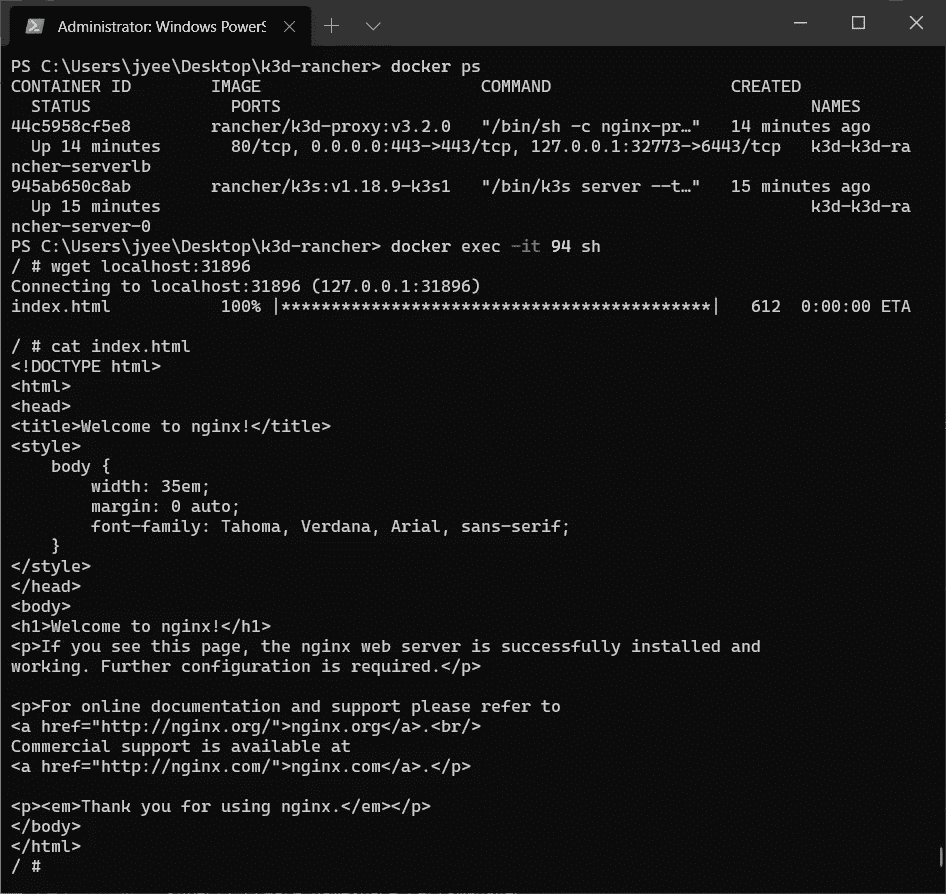 Administrator: Windows PowerS
PS C:\Users\jyee\Desktop\k3d-rancher> docker ps
CONTAINER ID        IMAGE                      COMMAND                  CREATED
  STATUS              PORTS                                                     NAMES
44c5958cf5e8        rancher/k3d-proxy:v3.2.0   "/bin/sh -c nginx-pr…"   14 minutes ago
  Up 14 minutes       80/tcp, 0.0.0.0:443->443/tcp, 127.0.0.1:32773->6443/tcp   k3d-k3d-ra
ncher-serverlb
945ab650c8ab        rancher/k3s:v1.18.9-k3s1   "/bin/k3s server --t…"   15 minutes ago
  Up 15 minutes                                                                 k3d-k3d-ra
ncher-server-0
PS C:\Users\jyee\Desktop\k3d-rancher> docker exec -it 94 sh
/ # wget localhost:31896
Connecting to localhost:31896 (127.0.0.1:31896)
index.html           100% |*******************************************|   612  0:00:00 ETA
/ # cat index.html
<!DOCTYPE html>
<html>
<head>
<title>Welcome to nginx!</title>
<style>
    body {
        width: 35em;
        margin: 0 auto;
        font-family: Tahoma, Verdana, Arial, sans-serif;
    }
</style>
</head>
<body>
<h1>Welcome to nginx!</h1>
<p>If you see this page, the nginx web server is successfully installed and
working. Further configuration is required.</p>
<p>For online documentation and support please refer to
<a href="http://nginx.org/">nginx.org</a>.<br/>
Commercial support is available at
<a href="http://nginx.com/">nginx.com</a>.</p>
<p><em>Thank you for using nginx.</em></p>
</body>
</html>
/ #